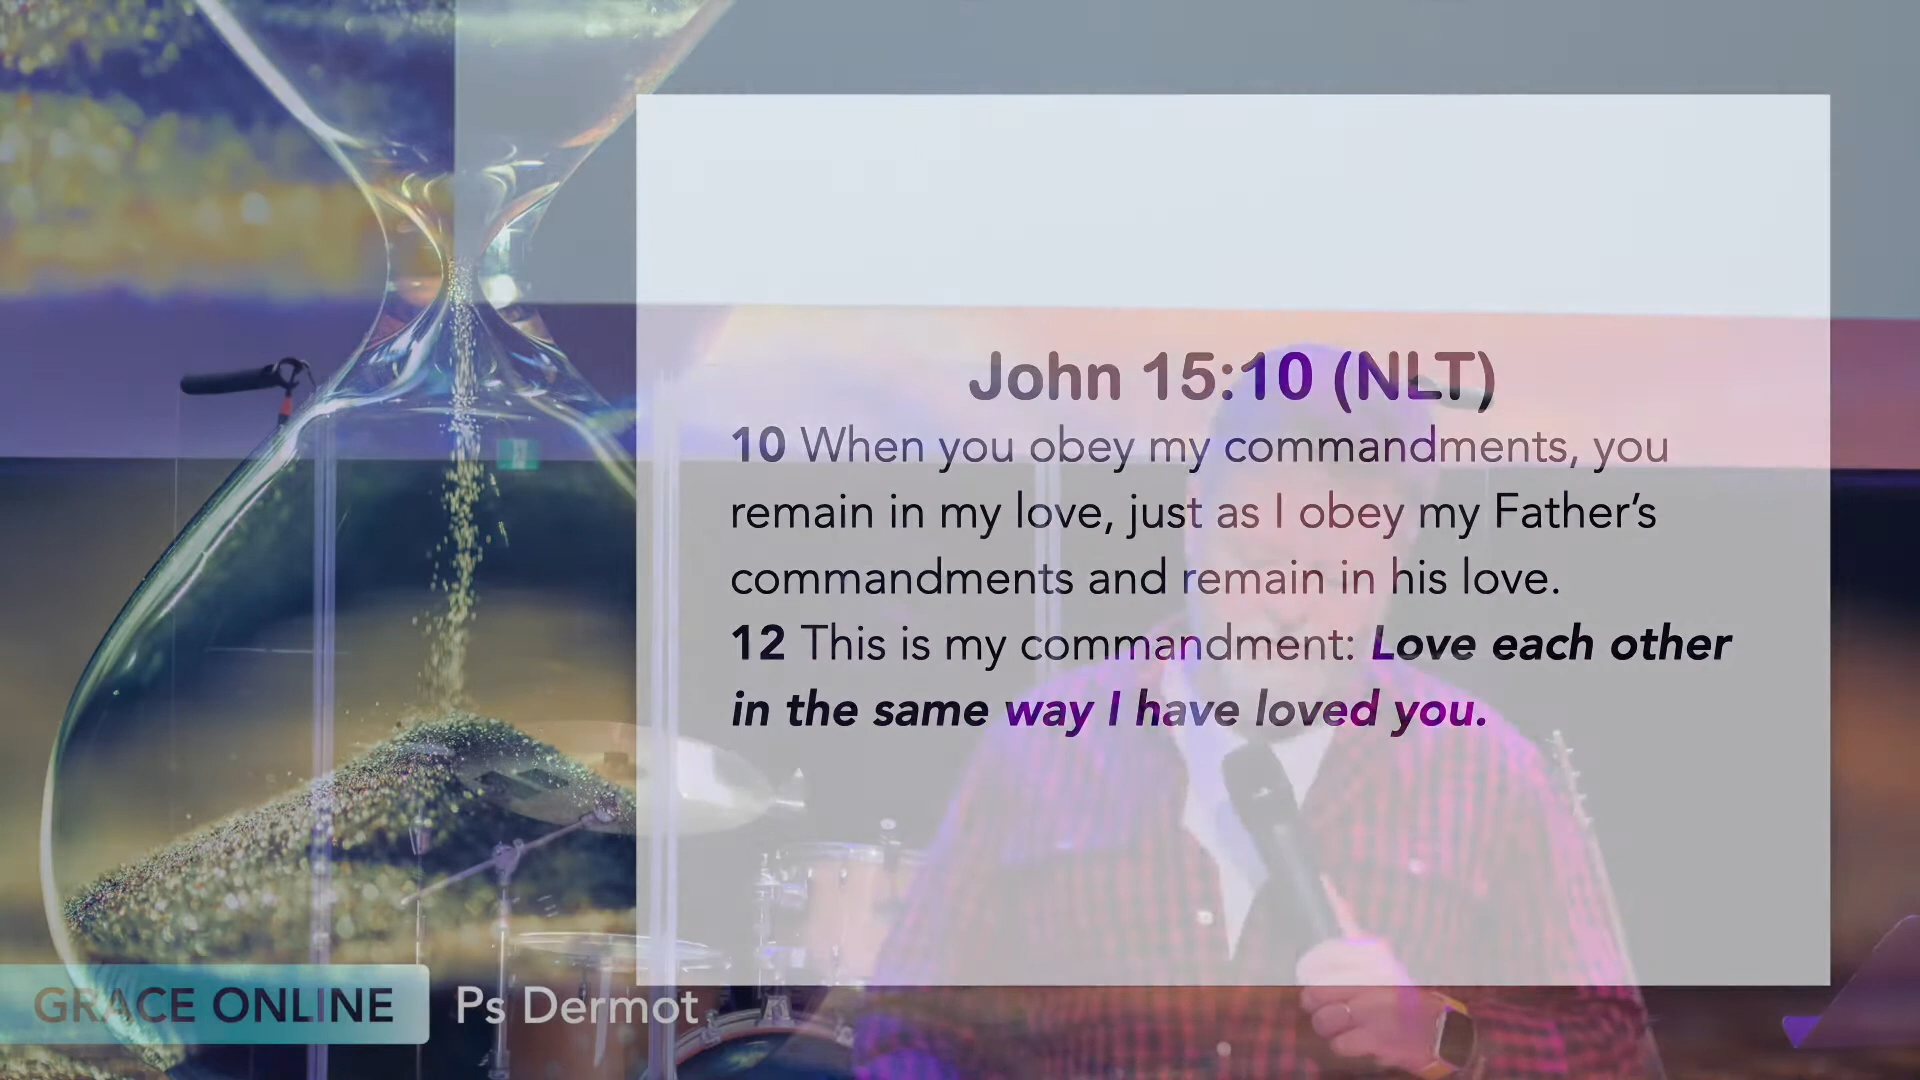 John 15:10 (NLT)
10 When you obey my commandments, you
remain in my love, just as I obey my Father’s
commandments and remain in his love.
12 This is my commandment: Love each other
in the same way I have loved you.
GRACE ONLINE Ps Dermot